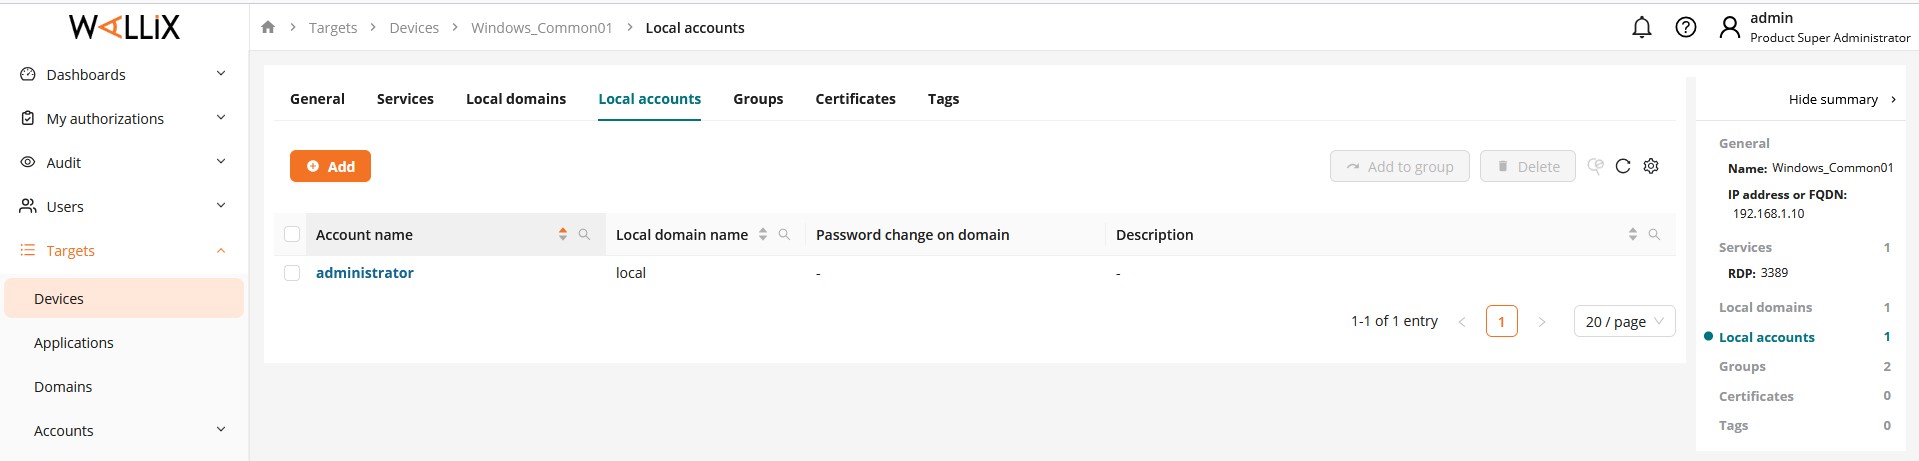 WALLIX
Targets > Devices > Windows_Common01 > Local accounts
admin
Product Super Administrator
Dashboards
My authorizations
Audit
Users
Targets
Devices
Applications
Domains
Accounts
General Services Local domains Local accounts Groups Certificates Tags
Add
Add to group Delete
Account name Local domain name Password change on domain Description
administrator local - -
1-1 of 1 entry < 1 > 20 / page
Hide summary >
General
Name: Windows_Common01
IP address or FQDN:
192.168.1.10
Services 1
RDP: 3389
Local domains 1
Local accounts 1
Groups 2
Certificates 0
Tags 0